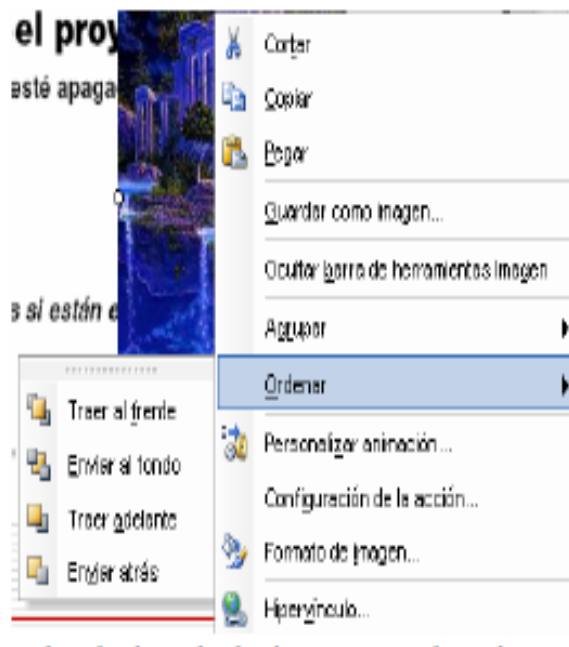 el proy
esté apaga
s si están e
Cortar
Copiar
Pegar
Guardar como imagen...
Ocultar barra de herramientas Imagen
Agrupar
Ordenar
Traer al frente
Enviar al fondo
Traer adelante
Enviar atrás
Personalizar animación...
Configuración de la acción...
Formato de imagen...
Hipervínculo...